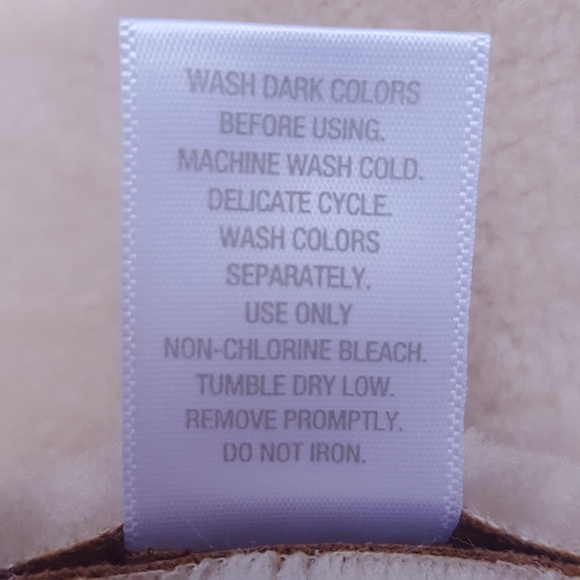 WASH DARK COLORS
BEFORE USING.
MACHINE WASH COLD.
DELICATE CYCLE.
WASH COLORS
SEPARATELY.
USE ONLY
NON-CHLORINE BLEACH.
TUMBLE DRY LOW.
REMOVE PROMPTLY.
DO NOT IRON.